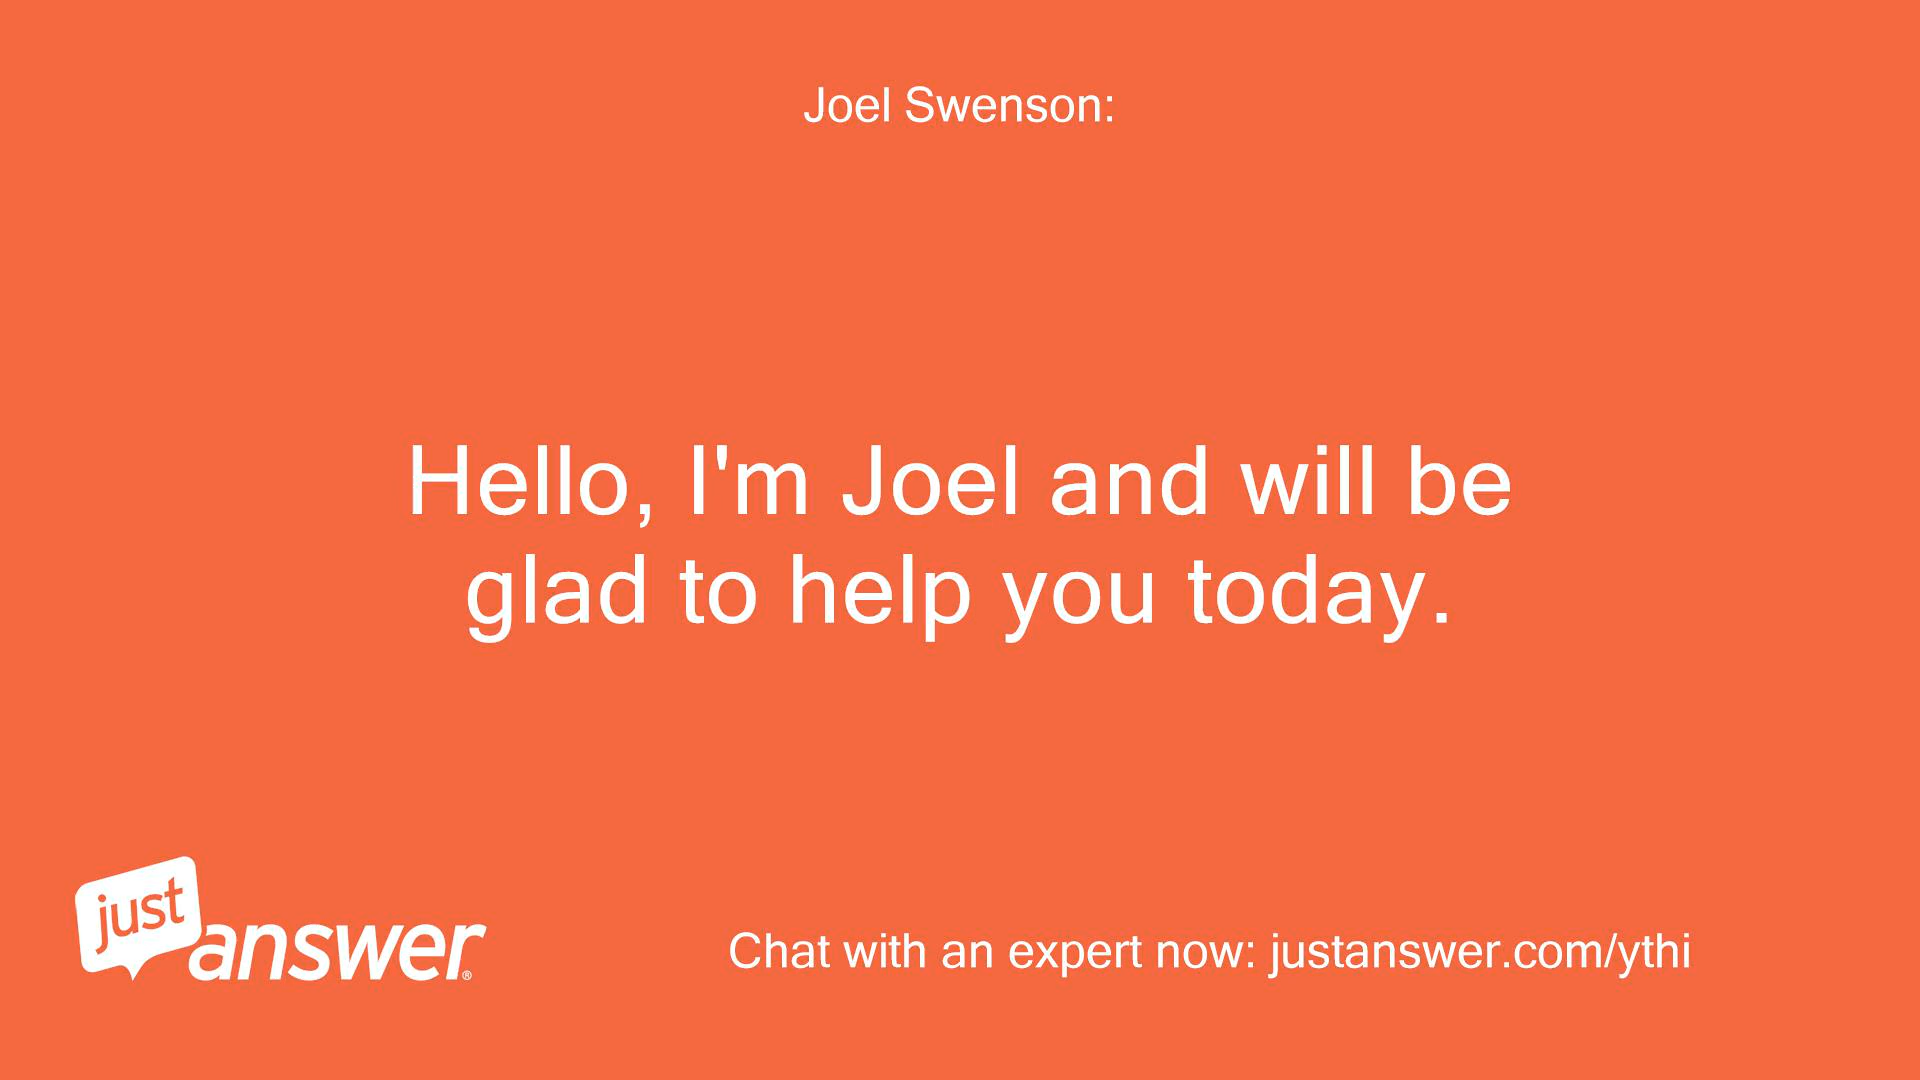 Joel Swenson:
Hello, I'm Joel and will be
glad to help you today.
just
answer®
Chat with an expert now: justanswer.com/ythi